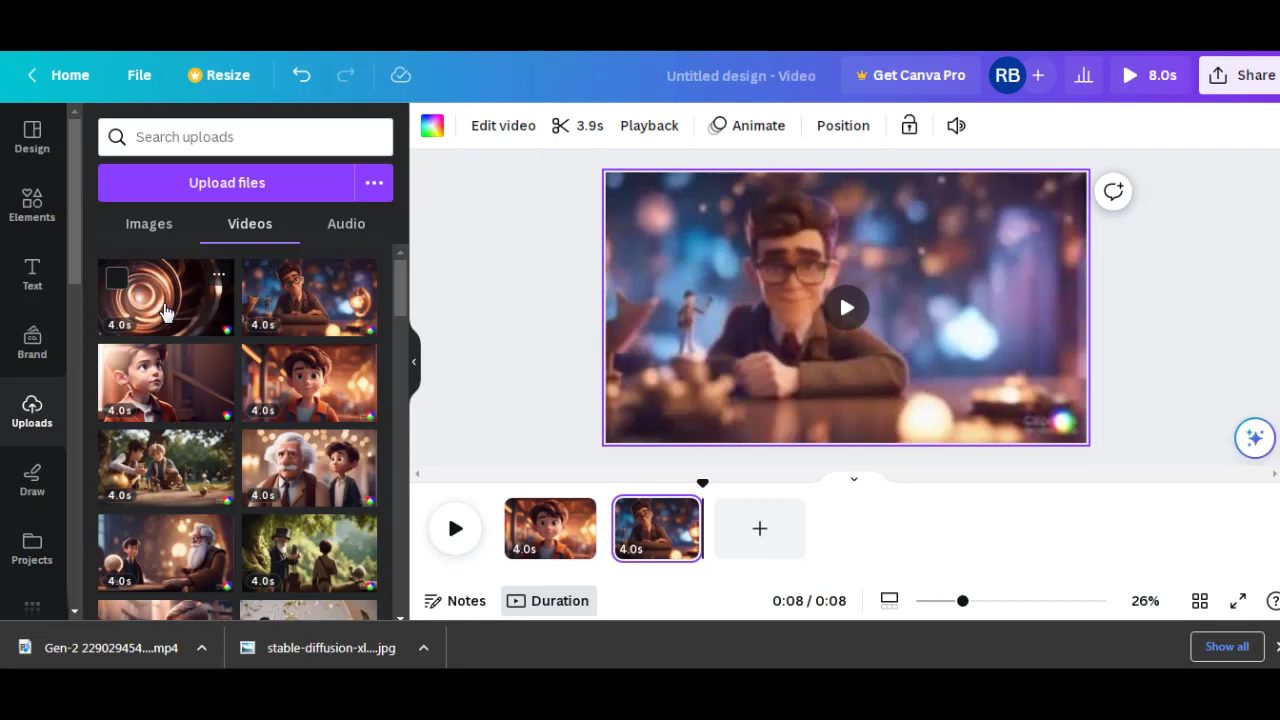 Home File Resize Untitled design - Video Get Canva Pro RB 8.0s Share
Design
Elements
Text
Brand
Uploads
Draw
Projects
Search uploads
Upload files
Images Videos Audio
4.0s 4.0s
4.0s 4.0s
4.0s 4.0s
4.0s 4.0s
Edit video 3.9s Playback Animate Position
4.0s 4.0s
Notes Duration 0:08 / 0:08 26%
Gen-2 229029454....mp4 stable-diffusion-xl....jpg Show all